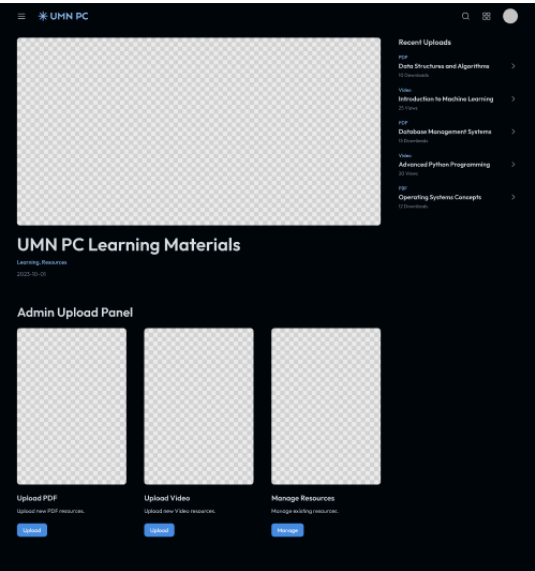 UMN PC
Recent Uploads
PDF
Data Structures and Algorithms
10 Downloads
Video
Introduction to Machine Learning
25 Views
PDF
Database Management Systems
15 Downloads
Video
Advanced Python Programming
20 Views
PDF
Operating Systems Concepts
12 Downloads
UMN PC Learning Materials
Learning, Resources
2023-10-01
Admin Upload Panel
Upload PDF
Upload new PDF resources.
Upload
Upload Video
Upload new Video resources.
Upload
Manage Resources
Manage existing resources.
Manage